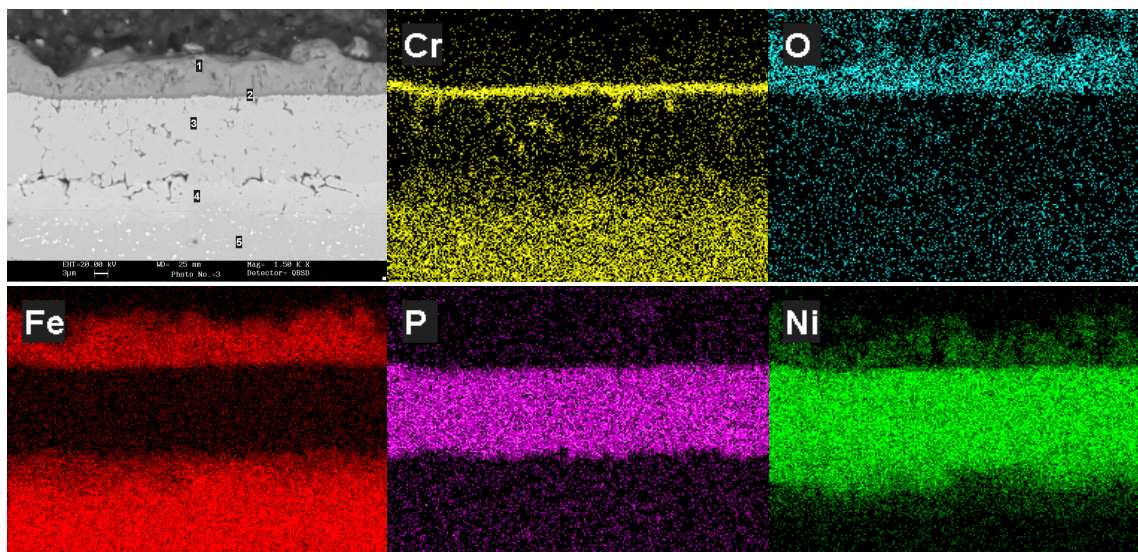 Cr
O
1
2
3
4
5
EHT=20.00 kV WD= 25 mm Mag= 1.50 K X
3µm Photo No.=3 Detector= QBSD
Fe
P
Ni